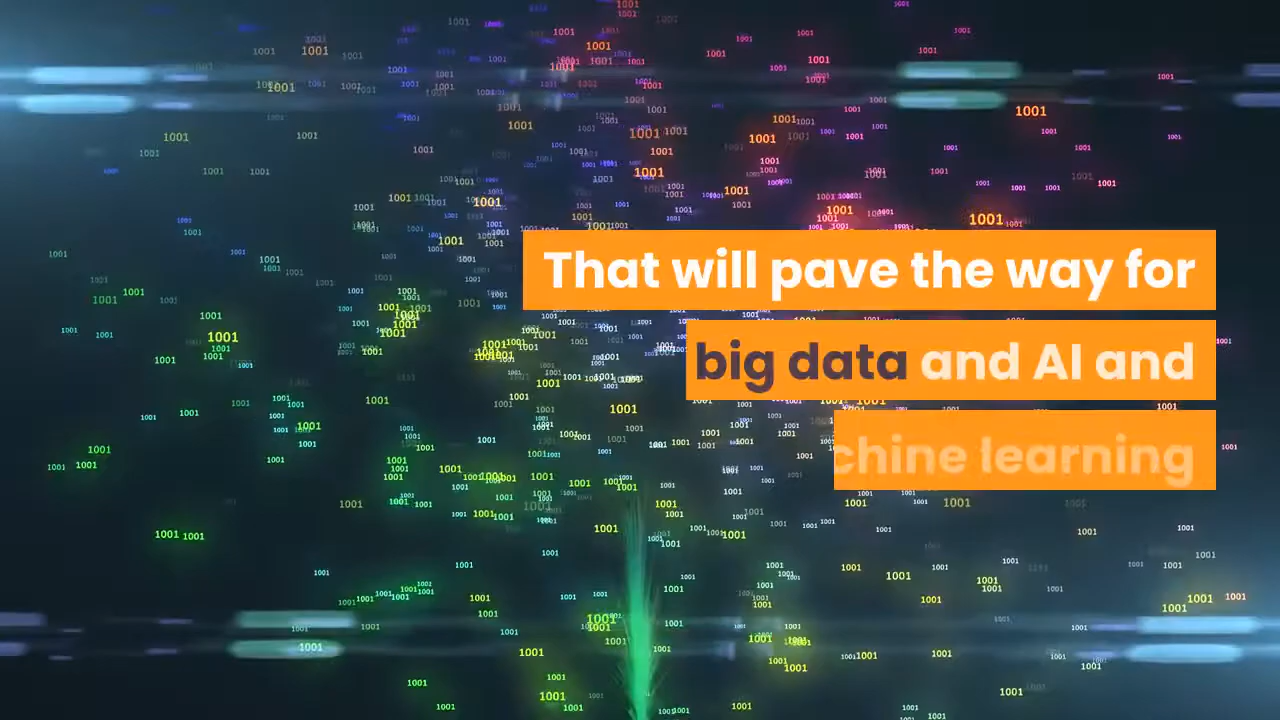 That will pave the way for
big data and AI and
chine learning